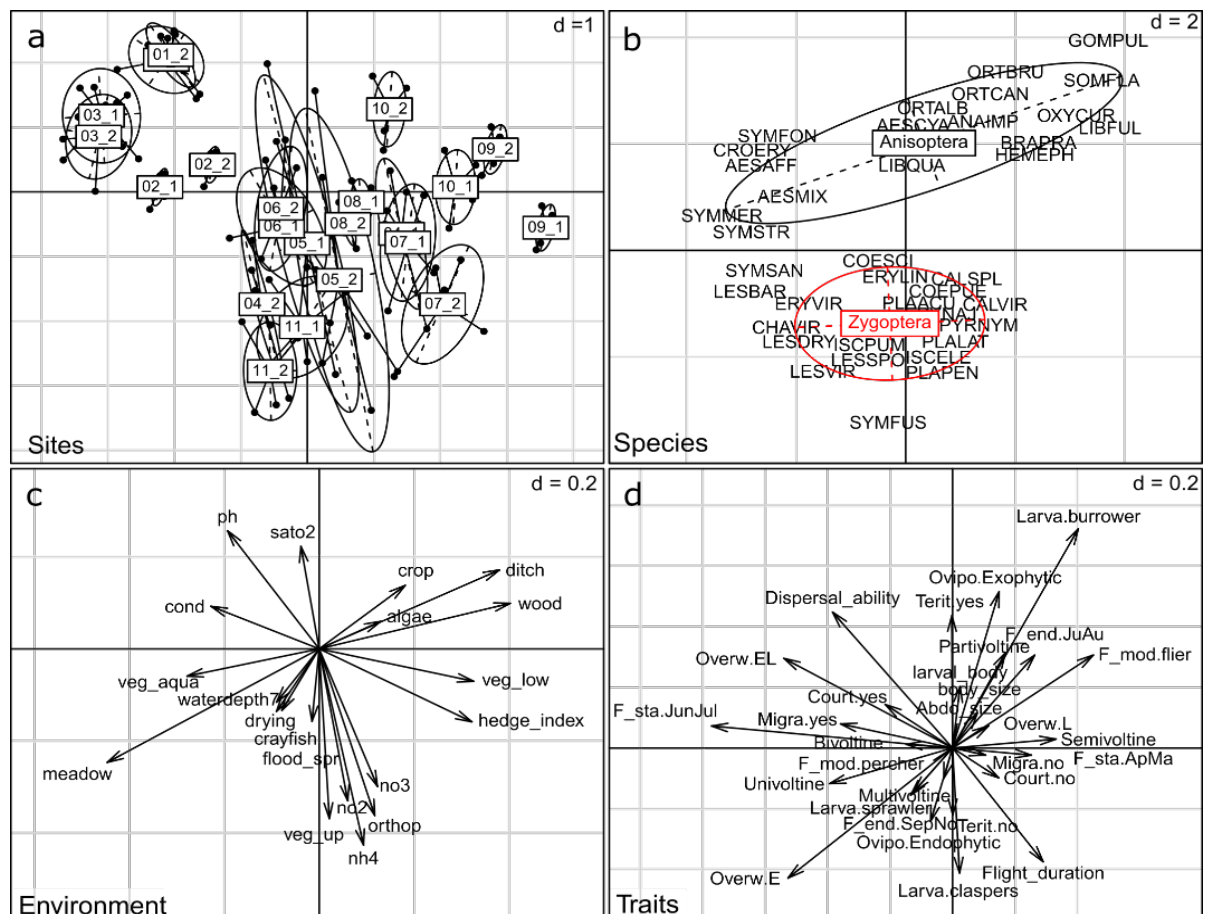 a
d =1
01_2
03_1
03_2
02_2
02_1
10_2
09_2
10_1
09_1
08_1
06_2
06_1
08_2
05_1
07_1
05_2
04_2
07_2
11_1
11_2
Sites
b
d = 2
GOMPUL
ORTBRU
SOMFLA
ORTCAN
ORTALB
OXYCUR
ANAIMP
AESCYA
LIBFUL
SYMFON
Anisoptera
BRAPRA
CROERY
HEMEPH
AESAFF
LIBQUA
AESMIX
SYMMER
SYMSTR
COESCI
SYMSAN
ERYLIN
CALSPL
LESBAR
COEPUE
ERYVIR
PLAACU
CALVIR
CHAVIR
Zygoptera
PYRNYM
LESDRY
ISCPUM
PLALAT
LESSPO
ISCELE
LESVIR
PLAPEN
SYMFUS
Species
c
d = 0.2
ph
sato2
crop
ditch
cond
wood
algae
veg_aqua
veg_low
waterdepth7
drying
hedge_index
crayfish
flood_spr
meadow
no3
no2
orthop
veg_up
nh4
Environment
d
d = 0.2
Larva.burrower
Ovipo.Exophytic
Dispersal_ability
Terit.yes
F_end.JuAu
Partivoltine
F_mod.flier
Overw.EL
larval_body
body_size
Court.yes
Abdo_size
F_sta.JunJul
Migra.yes
Overw.L
Semivoltine
Bivoltine
F_sta.ApMa
F_mod.percher
Migra.no
Univoltine
Court.no
Multivoltine
Larva.sprawler
F_end.SepNo
Terit.no
Ovipo.Endophytic
Overw.E
Flight_duration
Larva.claspers
Traits